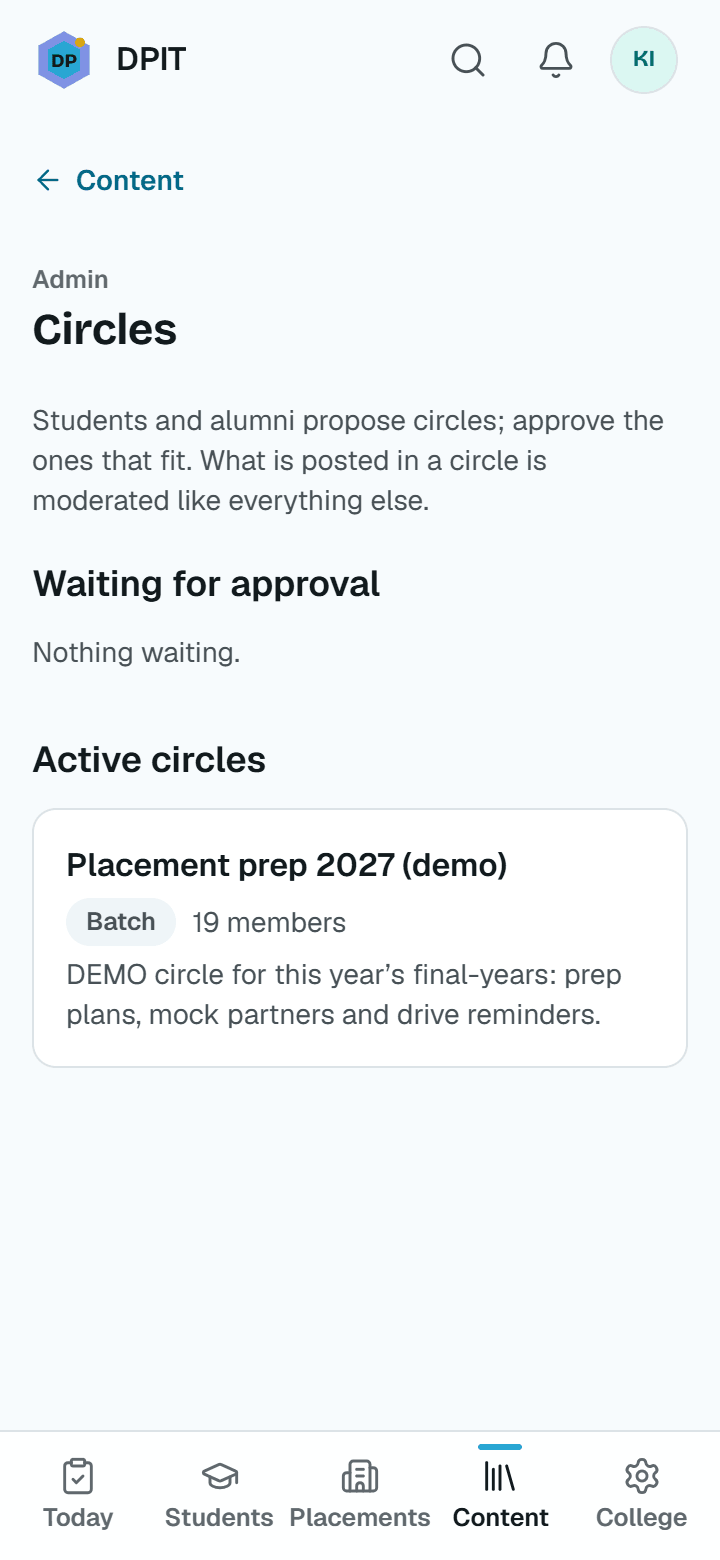 DP
DPIT
KI
Content
Admin
Circles
Students and alumni propose circles; approve the
ones that fit. What is posted in a circle is
moderated like everything else.
Waiting for approval
Nothing waiting.
Active circles
Placement prep 2027 (demo)
Batch 19 members
DEMO circle for this year’s final-years: prep
plans, mock partners and drive reminders.
Today Students Placements Content College